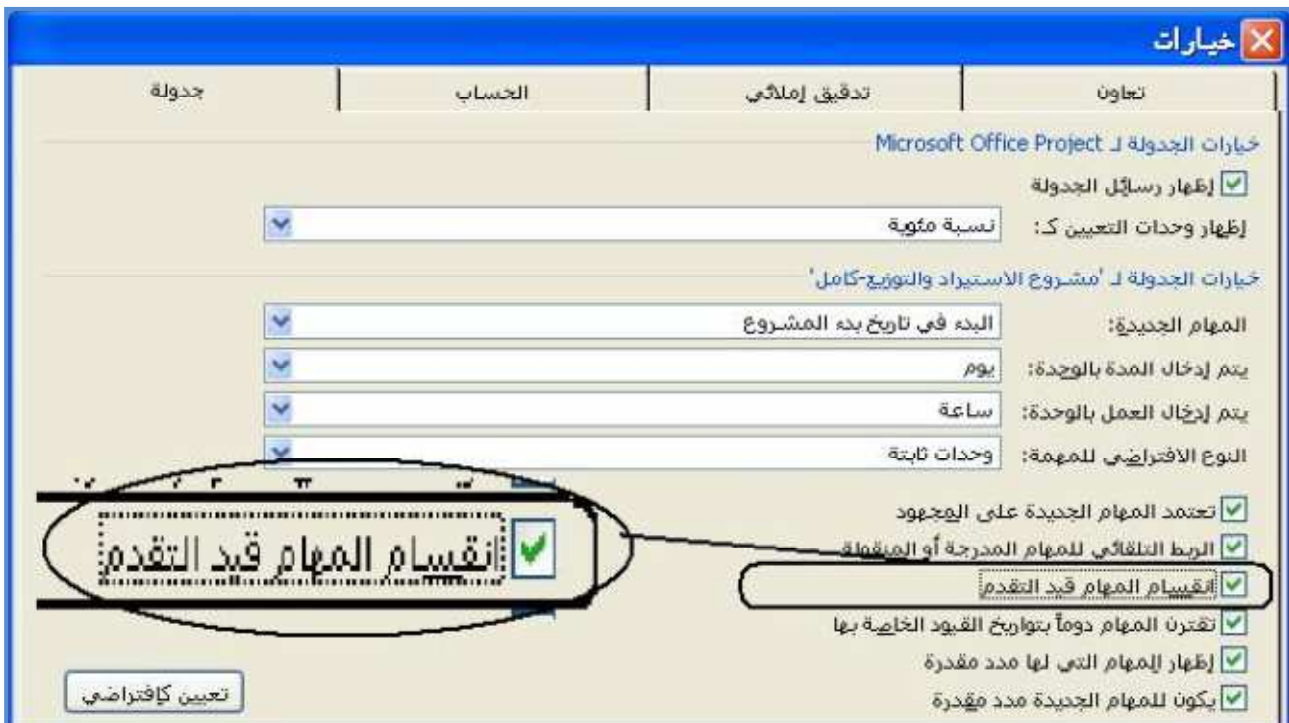 خيارات
تعاون
تدقيق إملائي
الحساب
جدولة
خيارات الجدولة لـ Microsoft Office Project
إظهار رسائل الجدولة
إظهار وحدات التعيين كـ: نسبة مئوية
خيارات الجدولة لـ 'مشروع الاستيراد والتوزيع-كامل'
المهام الجديدة: البدء في تاريخ بدء المشروع
يتم إدخال المدة بالوحدة: يوم
يتم إدخال العمل بالوحدة: ساعة
النوع الافتراضي للمهمة: وحدات ثابتة
تعتمد المهام الجديدة على المجهود
الربط التلقائي للمهام المدرجة أو المنقولة
انقسام المهام قيد التقدم
انقسام المهام قيد التقدم
تقترن المهام دوماً بتواريخ القيود الخاصة بها
إظهار المهام التي لها مدد مقدرة
يكون للمهام الجديدة مدد مقدرة
تعيين كإفتراضي